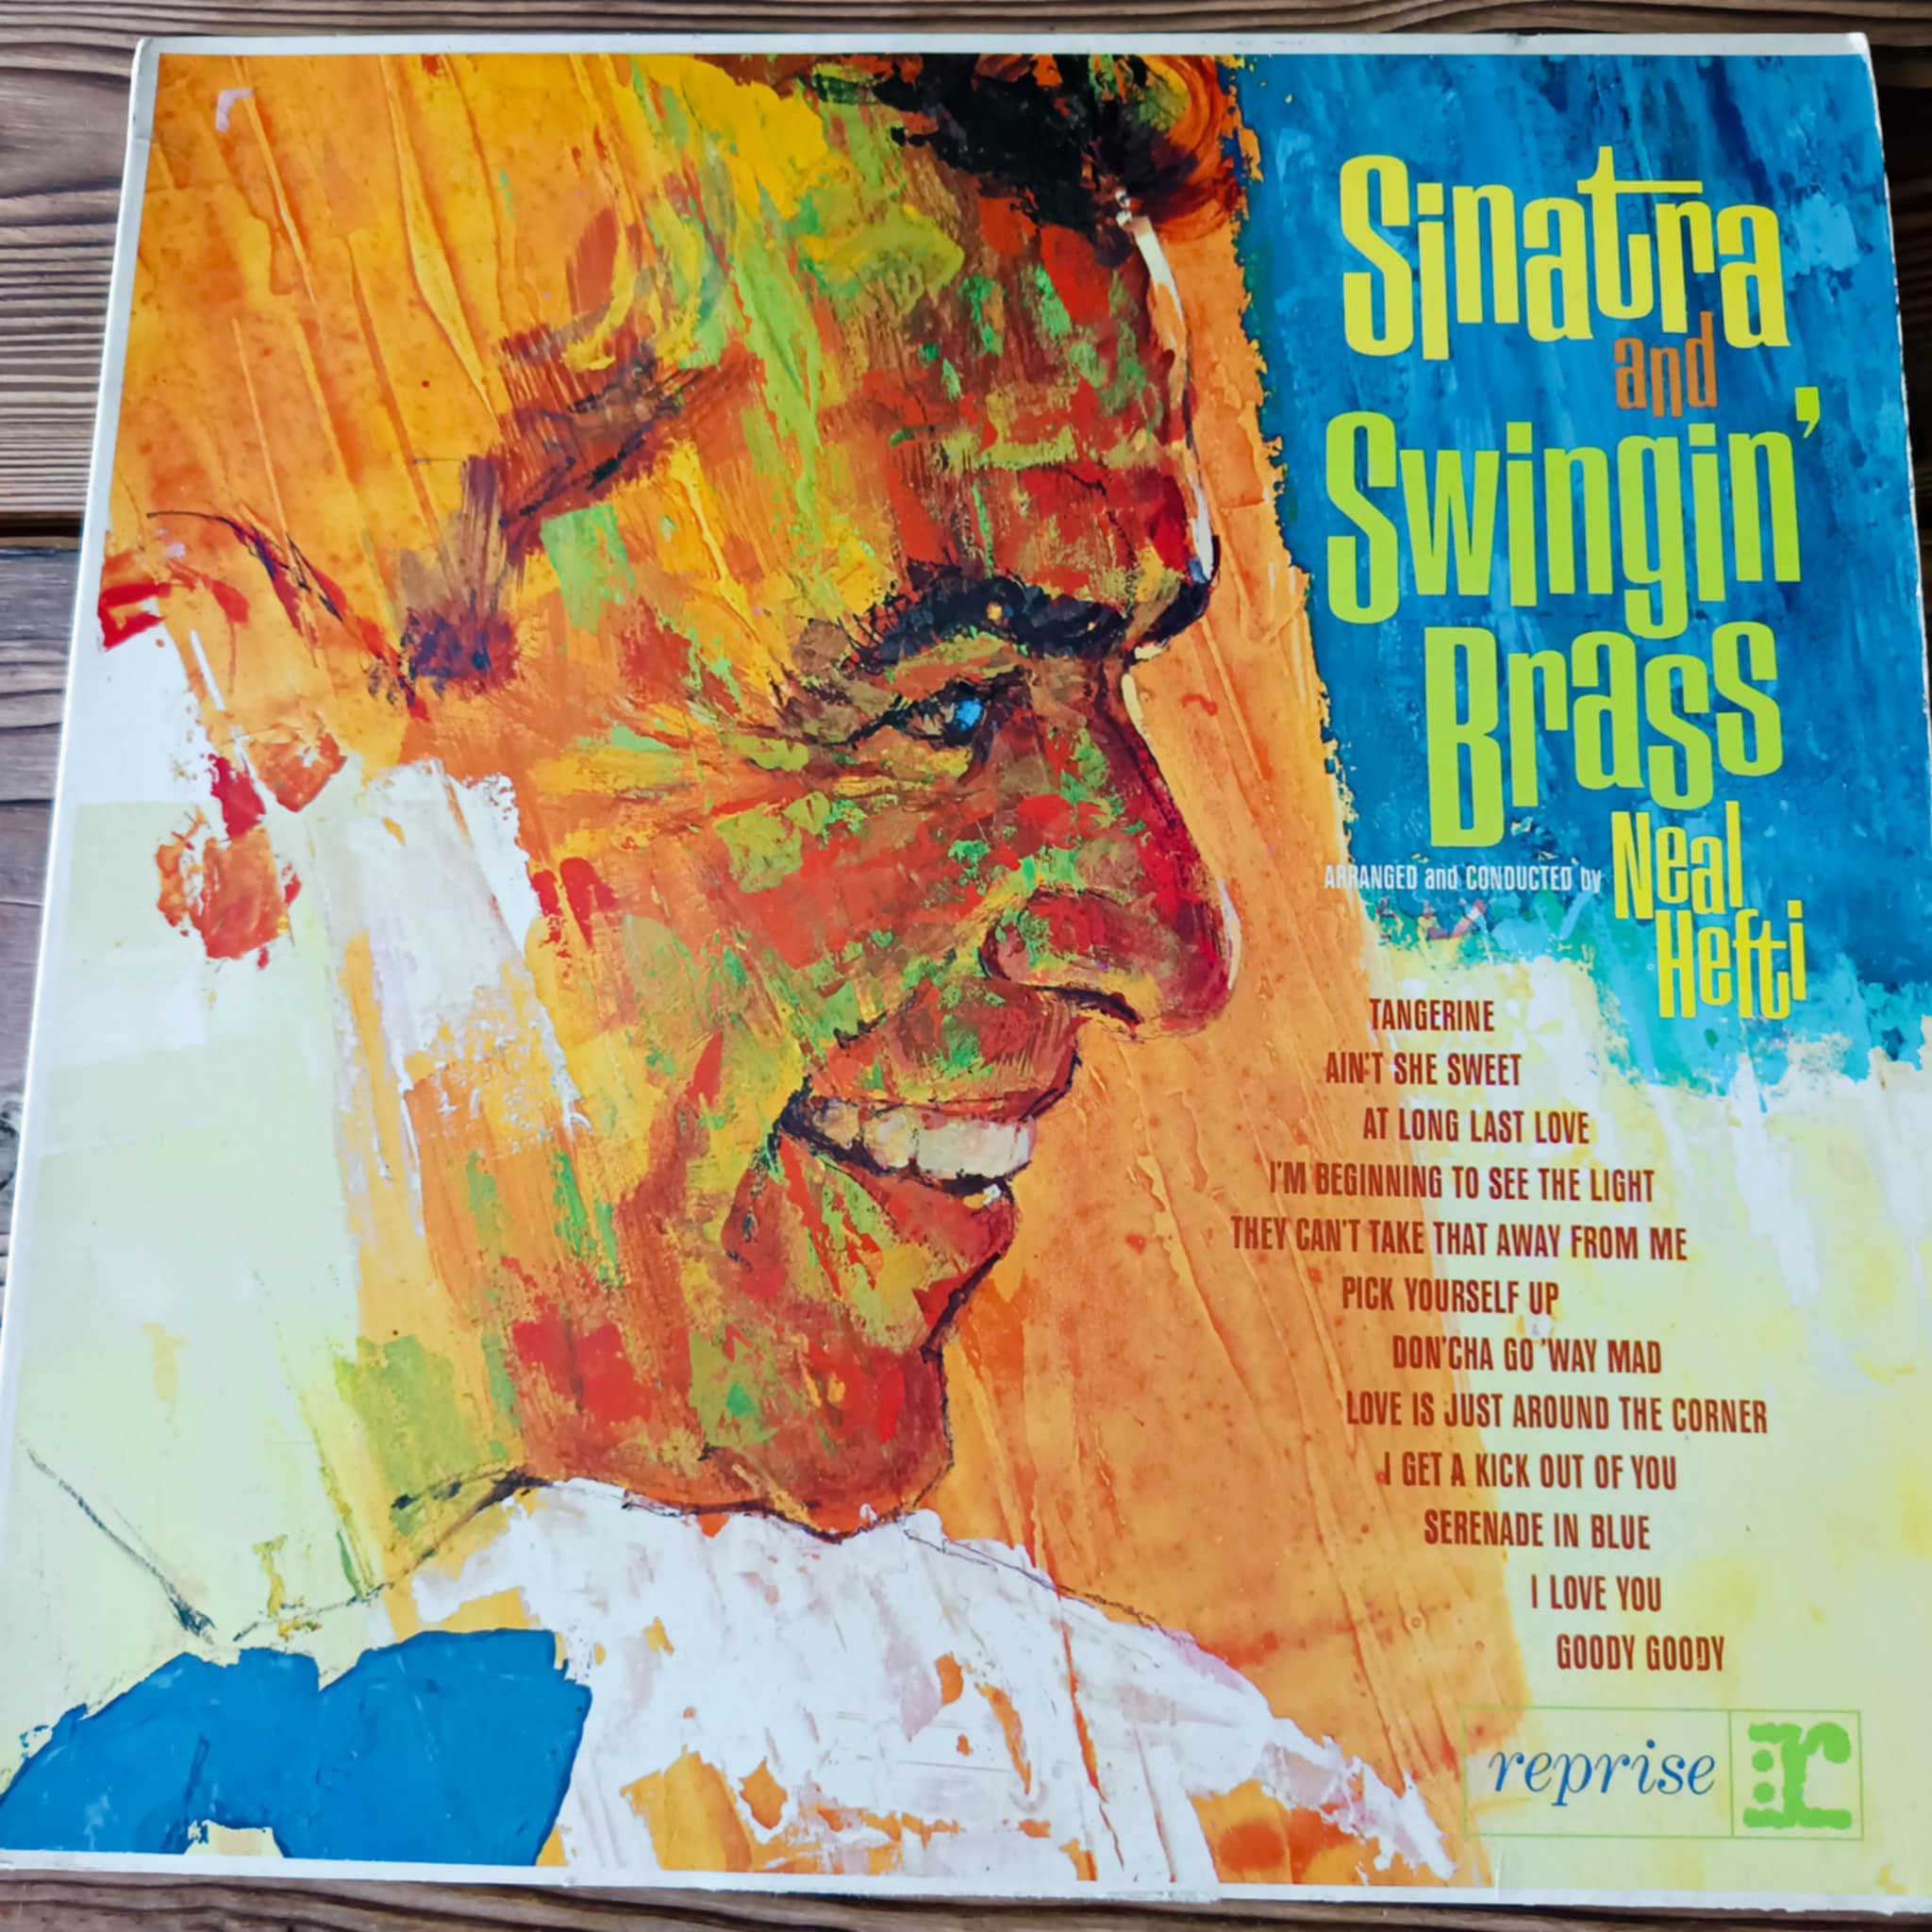 Sinatra
and
Swingin'
Brass
ARRANGED and CONDUCTED by Neal
Hefti
TANGERINE
AIN'T SHE SWEET
AT LONG LAST LOVE
I'M BEGINNING TO SEE THE LIGHT
THEY CAN'T TAKE THAT AWAY FROM ME
PICK YOURSELF UP
DON'CHA GO 'WAY MAD
LOVE IS JUST AROUND THE CORNER
I GET A KICK OUT OF YOU
SERENADE IN BLUE
I LOVE YOU
GOODY GOODY
reprise r